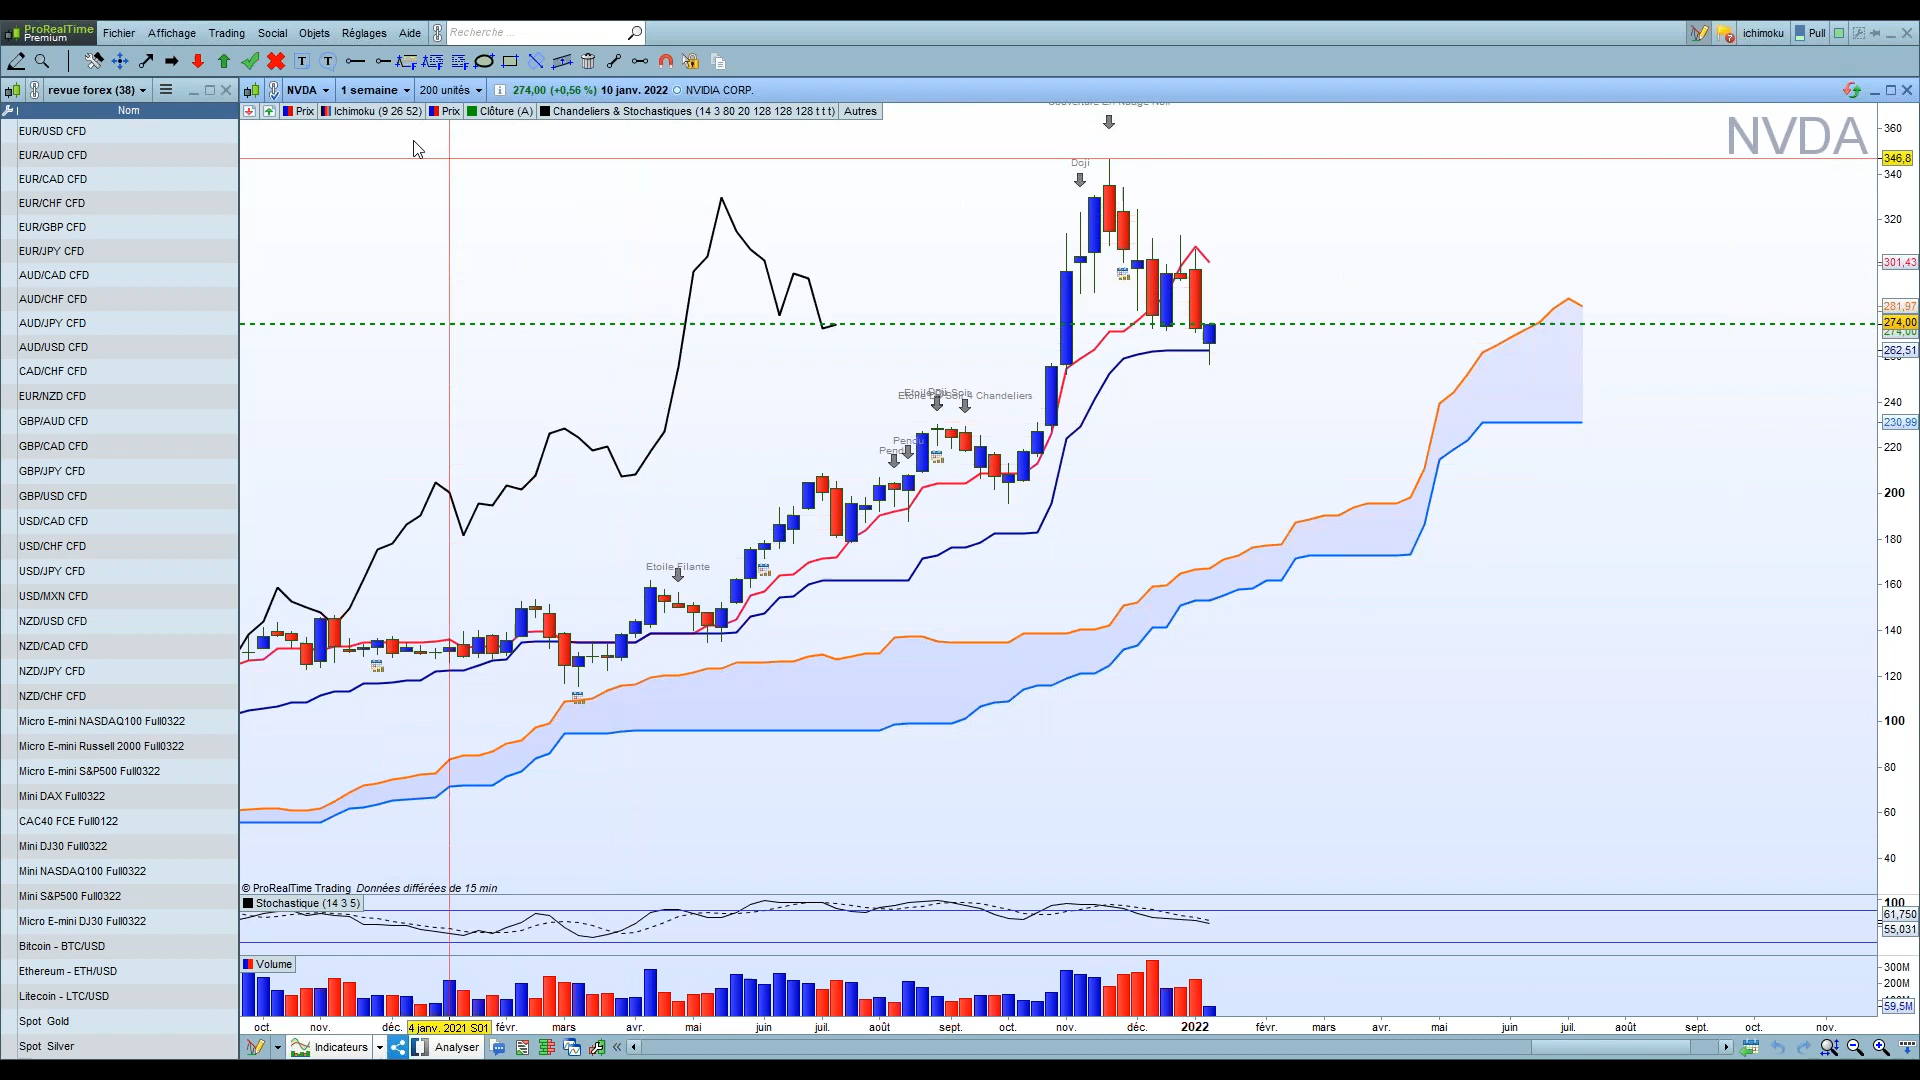 ProRealTime
Premium
Fichier Affichage Trading Social Objets Réglages Aide Recherche ... ichimoku Pull
revue forex (38) NVDA 1 semaine 200 unités 274,00 (+0,56 %) 10 janv. 2022 NVIDIA CORP.
Nom
Prix Ichimoku (9 26 52) Prix Clôture (A) Chandeliers & Stochastiques (14 3 80 20 128 128 128 t t t) Autres
EUR/USD CFD
EUR/AUD CFD
EUR/CAD CFD
EUR/CHF CFD
EUR/GBP CFD
EUR/JPY CFD
AUD/CAD CFD
AUD/CHF CFD
AUD/JPY CFD
AUD/USD CFD
CAD/CHF CFD
EUR/NZD CFD
GBP/AUD CFD
GBP/CAD CFD
GBP/JPY CFD
GBP/USD CFD
USD/CAD CFD
USD/CHF CFD
USD/JPY CFD
USD/MXN CFD
NZD/USD CFD
NZD/CAD CFD
NZD/JPY CFD
NZD/CHF CFD
Micro E-mini NASDAQ100 Full0322
Micro E-mini Russell 2000 Full0322
Micro E-mini S&P500 Full0322
Mini DAX Full0322
CAC40 FCE Full0122
Mini DJ30 Full0322
Mini NASDAQ100 Full0322
Mini S&P500 Full0322
Micro E-mini DJ30 Full0322
Bitcoin - BTC/USD
Ethereum - ETH/USD
Litecoin - LTC/USD
Spot Gold
Spot Silver
NVDA
Doji
Etoile Du Soir 4 Chandeliers
Pendu
Etoile Filante
360
346,8
340
320
301,43
281,97
274,00
262,51
240
230,99
220
200
180
160
140
120
100
80
60
40
© ProRealTime Trading Données différées de 15 min
Stochastique (14 3 5)
100
61,750
55,031
Volume
300M
200M
59,5M
oct. nov. déc. 4 janv. 2021 S01 févr. mars avr. mai juin juil. août sept. oct. nov. déc. 2022 févr. mars avr. mai juin juil. août sept. oct. nov.
Indicateurs Analyser